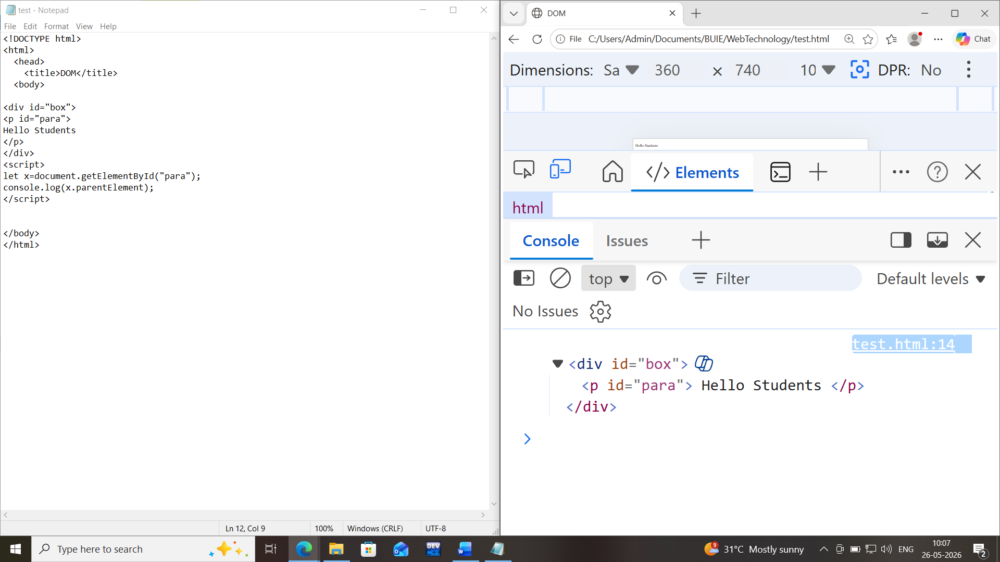 test - Notepad
File Edit Format View Help
<!DOCTYPE html>
<html>
<head>
<title>DOM</title>
<body>
<div id="box">
<p id="para">
Hello Students
</p>
</div>
<script>
let x=document.getElementById("para");
console.log(x.parentElement);
</script>
</body>
</html>
Ln 12, Col 9 100% Windows (CRLF) UTF-8
DOM
File C:/Users/Admin/Documents/BUIE/WebTechnology/test.html Chat
Dimensions: Sa 360 × 740 10 DPR: No
Hello Students
</> Elements
html
Console Issues
top Filter Default levels
No Issues
test.html:14
<div id="box">
<p id="para"> Hello Students </p>
</div>
>
Type here to search
DEV C++
9 31°C Mostly sunny ENG 10:07
26-05-2026 2